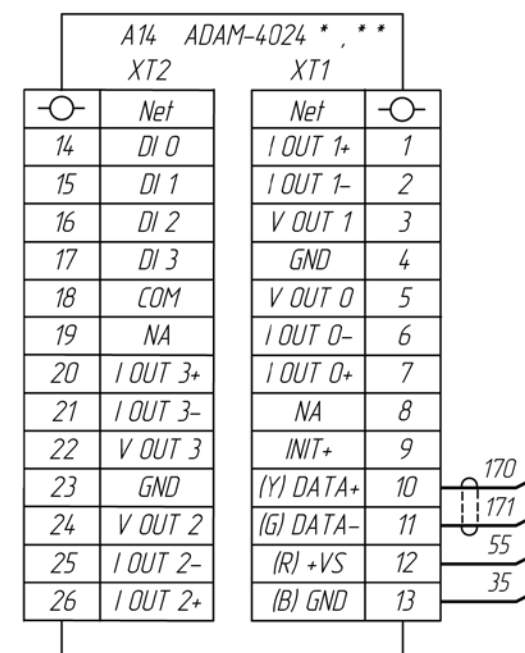 A14 ADAM-4024 * , * *
XT2 XT1
Net Net
14 DI 0 I OUT 1+ 1
15 DI 1 I OUT 1- 2
16 DI 2 V OUT 1 3
17 DI 3 GND 4
18 COM V OUT 0 5
19 NA I OUT 0- 6
20 I OUT 3+ I OUT 0+ 7
21 I OUT 3- NA 8
22 V OUT 3 INIT+ 9
23 GND (Y) DATA+ 10 170
24 V OUT 2 (G) DATA- 11 171
25 I OUT 2- (R) +VS 12 55
26 I OUT 2+ (B) GND 13 35